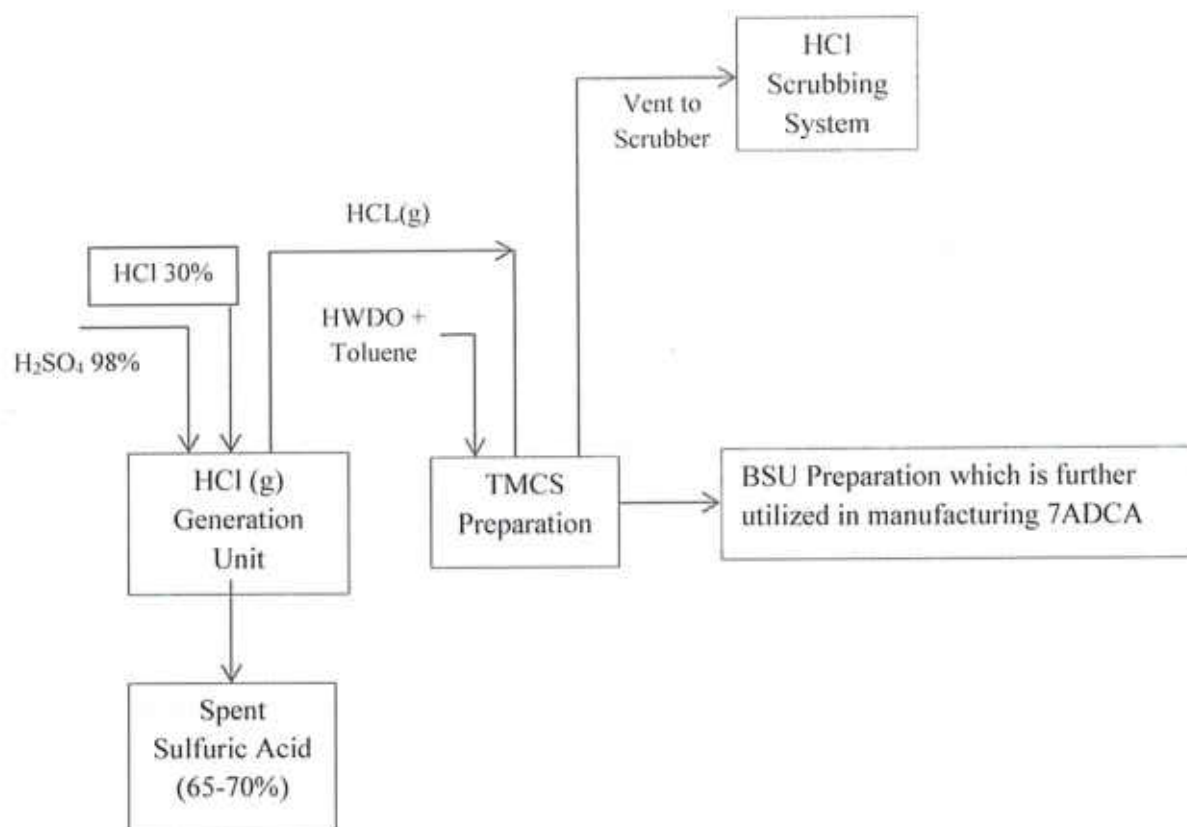 HCl
Scrubbing
System
Vent to
Scrubber
HCL(g)
HCl 30%
H₂SO₄ 98%
HWDO +
Toluene
HCl (g)
Generation
Unit
TMCS
Preparation
BSU Preparation which is further
utilized in manufacturing 7ADCA
Spent
Sulfuric Acid
(65-70%)